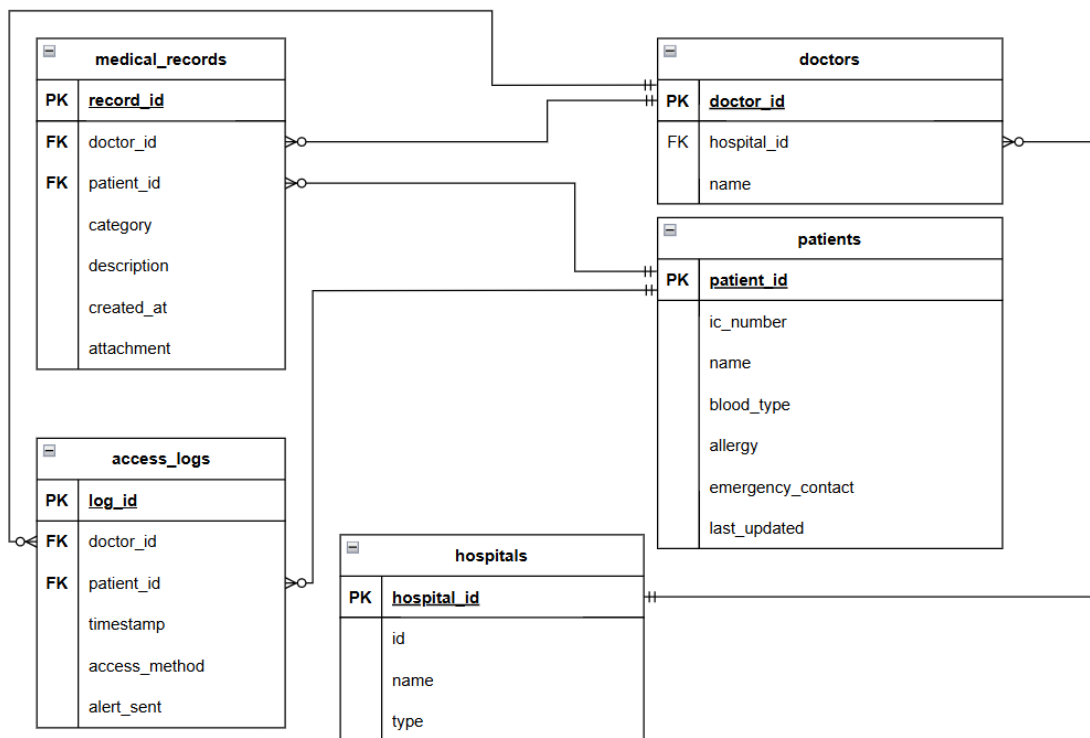 medical_records
PK record_id
FK doctor_id
FK patient_id
category
description
created_at
attachment
doctors
PK doctor_id
FK hospital_id
name
patients
PK patient_id
ic_number
name
blood_type
allergy
emergency_contact
last_updated
access_logs
PK log_id
FK doctor_id
FK patient_id
timestamp
access_method
alert_sent
hospitals
PK hospital_id
id
name
type